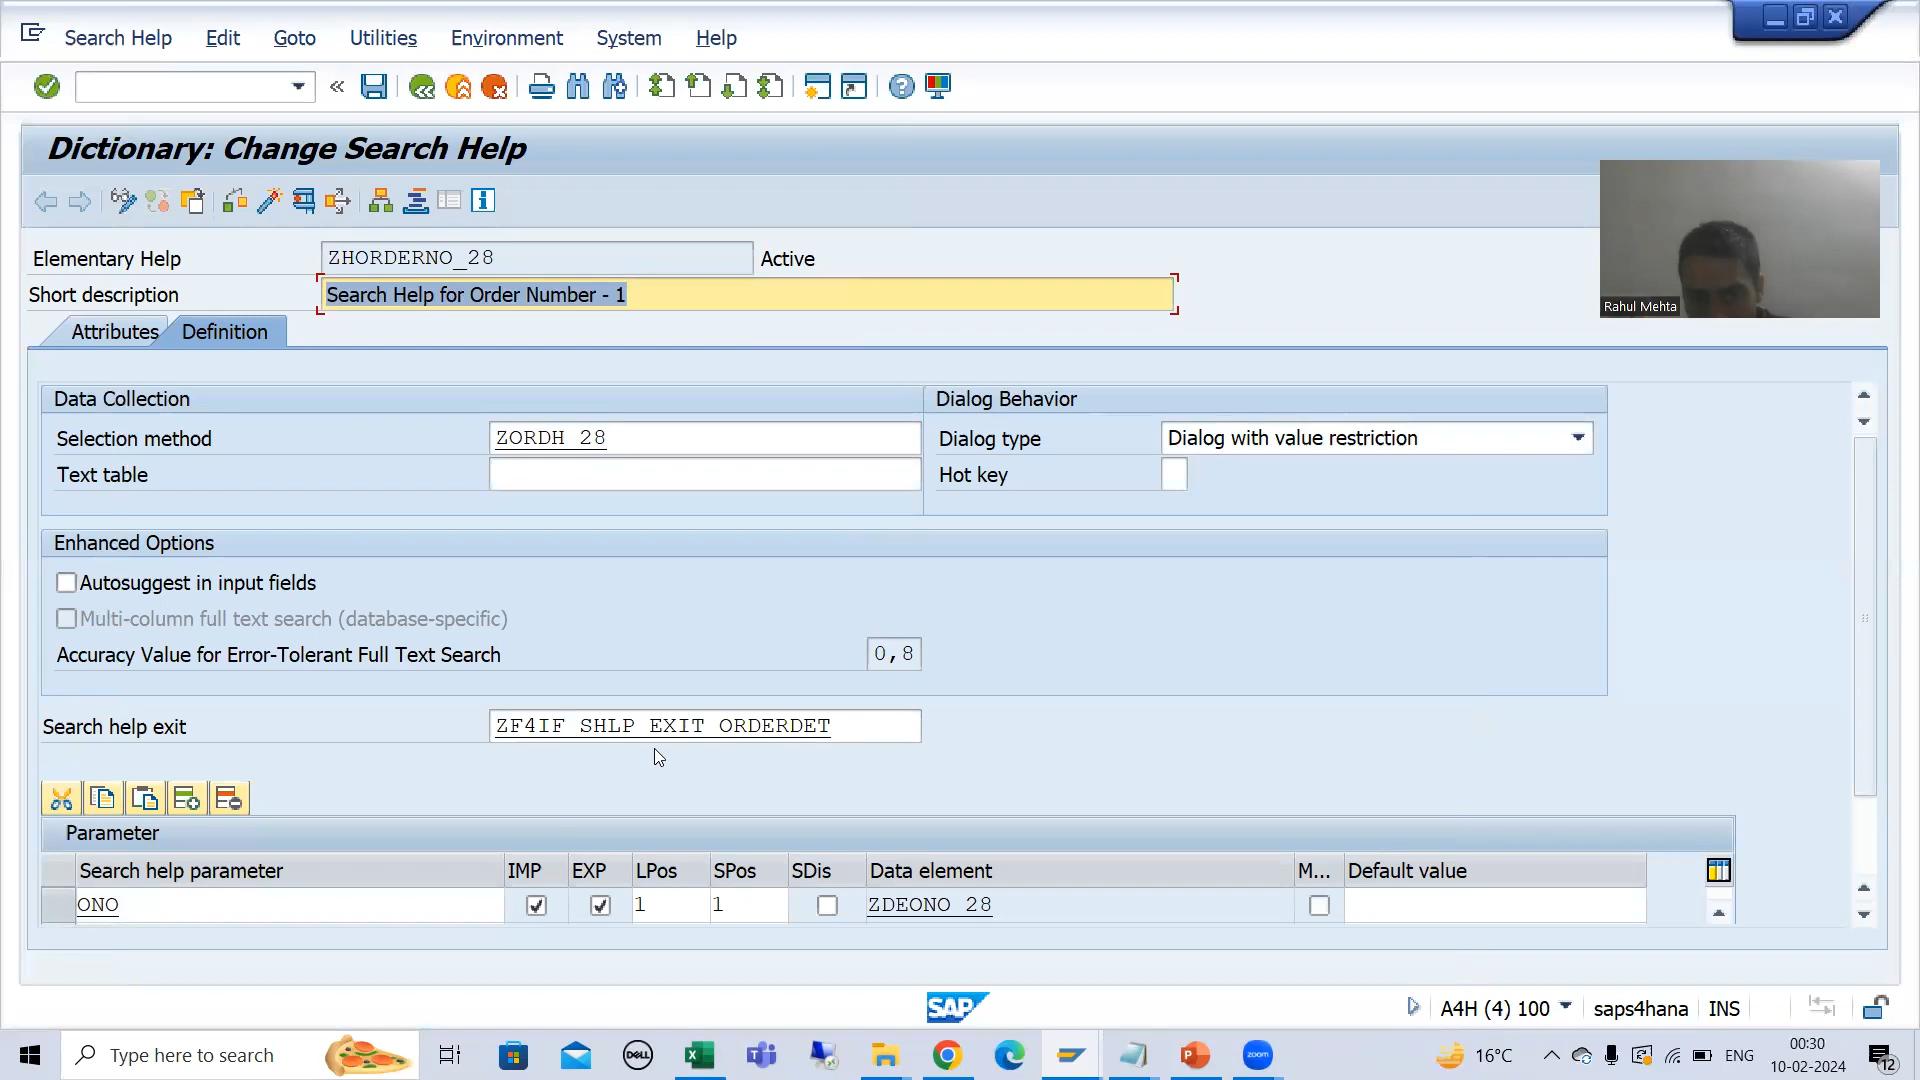 Search Help Edit Goto Utilities Environment System Help
Dictionary: Change Search Help
Elementary Help ZHORDERNO_28 Active
Short description Search Help for Order Number - 1
Rahul Mehta
Attributes Definition
Data Collection Dialog Behavior
Selection method ZORDH_28 Dialog type Dialog with value restriction
Text table Hot key
Enhanced Options
Autosuggest in input fields
Multi-column full text search (database-specific)
Accuracy Value for Error-Tolerant Full Text Search 0,8
Search help exit ZF4IF_SHLP_EXIT_ORDERDET
Parameter
Search help parameter IMP EXP LPos SPos SDis Data element M... Default value
ONO 1 1 ZDEONO_28
SAP A4H (4) 100 saps4hana INS
Type here to search DELL zoom 16°C ENG 00:30
10-02-2024 12